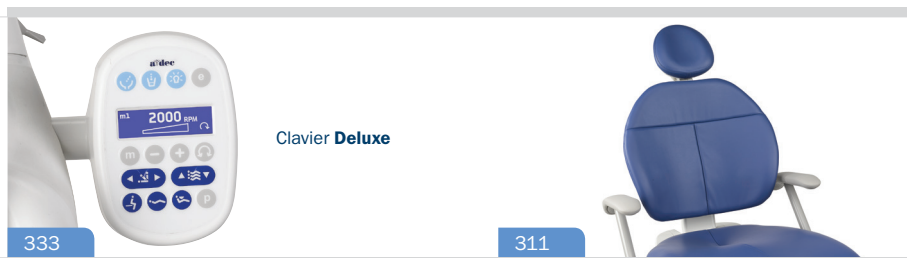 a dec
e
m1 2000 RPM
m - +
p
Clavier Deluxe
333
311